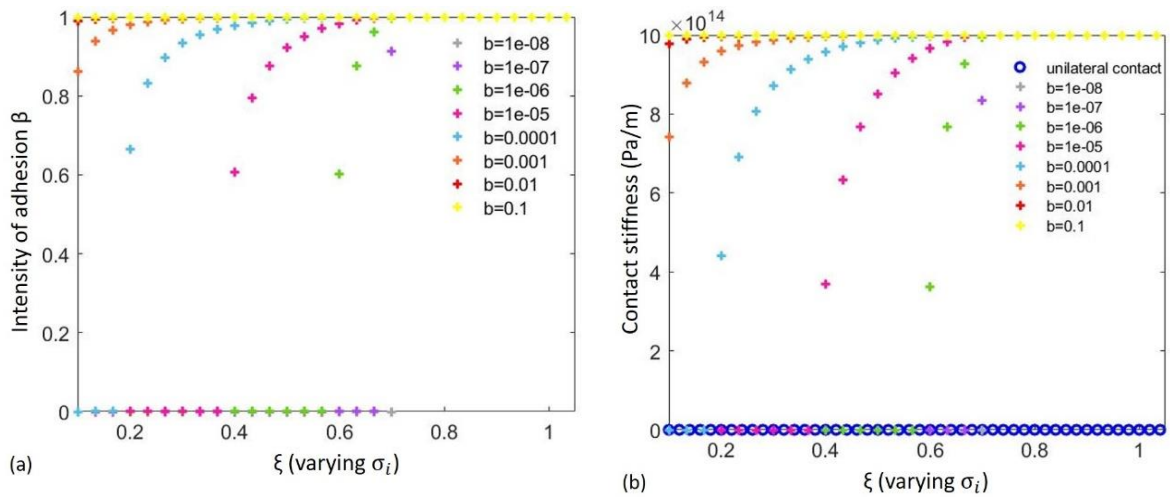 Intensity of adhesion β
1
0.8
0.6
0.4
0.2
0
b=1e-08
b=1e-07
b=1e-06
b=1e-05
b=0.0001
b=0.001
b=0.01
b=0.1
0.2 0.4 0.6 0.8 1
(a)
ξ (varying σᵢ)
Contact stiffness (Pa/m)
× 10¹⁴
10
8
6
4
2
0
unilateral contact
b=1e-08
b=1e-07
b=1e-06
b=1e-05
b=0.0001
b=0.001
b=0.01
b=0.1
0.2 0.4 0.6 0.8 1
(b)
ξ (varying σᵢ)